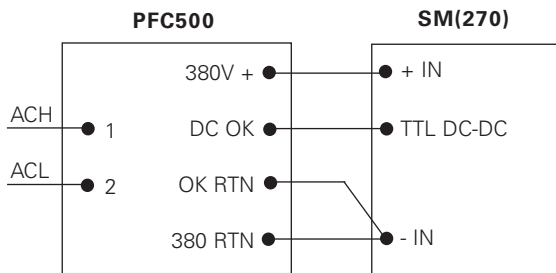 PFC500 SM(270)
380V + + IN
ACH 1 DC OK TTL DC-DC
ACL 2 OK RTN
380 RTN - IN